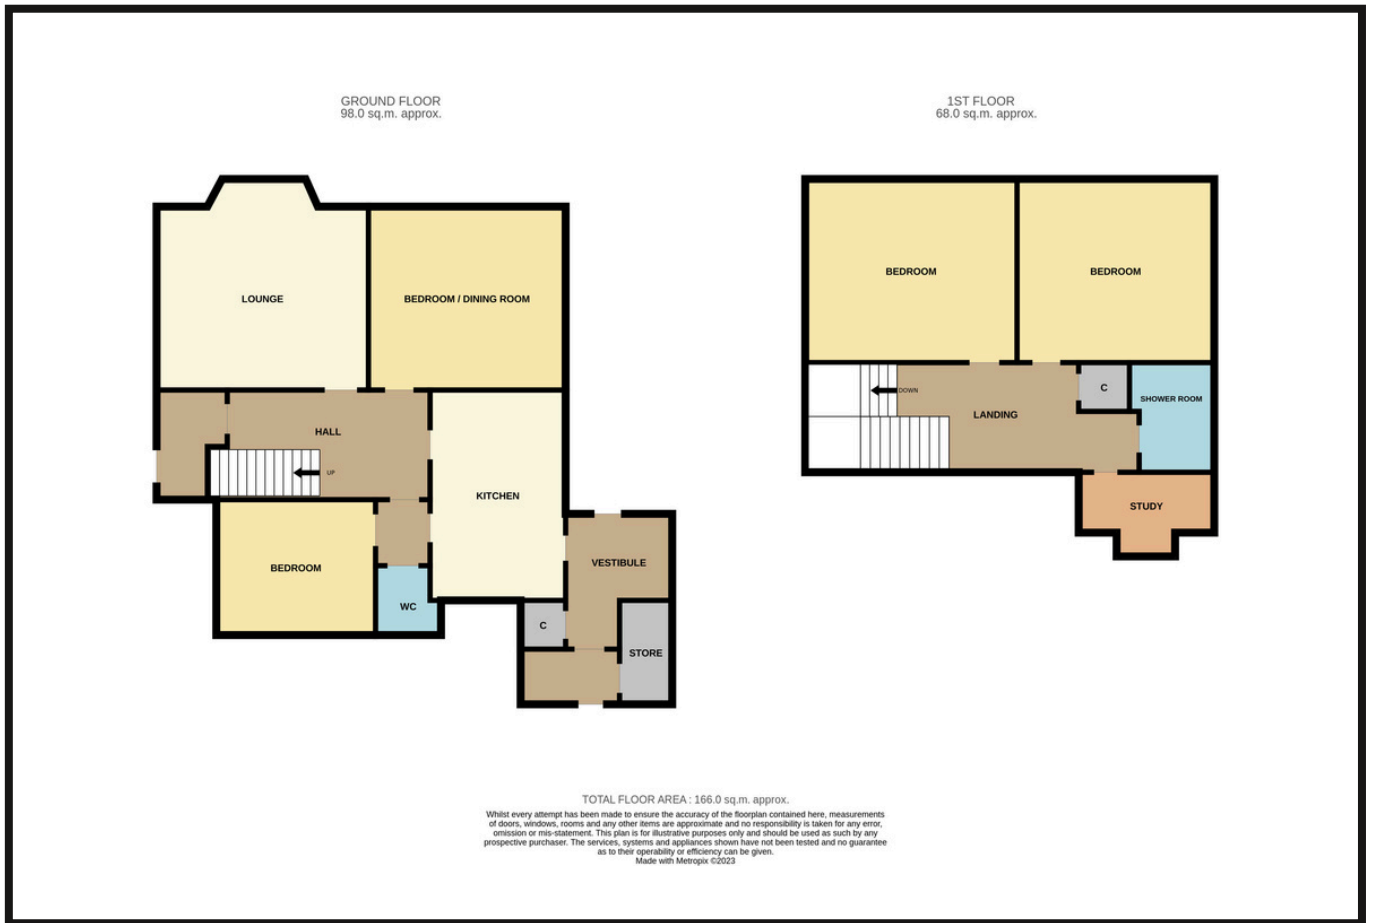 GROUND FLOOR
98.0 sq.m. approx.
1ST FLOOR
68.0 sq.m. approx.
LOUNGE
BEDROOM / DINING ROOM
HALL
UP
KITCHEN
BEDROOM
WC
VESTIBULE
C
STORE
BEDROOM
BEDROOM
DOWN
LANDING
C
SHOWER ROOM
STUDY
TOTAL FLOOR AREA : 166.0 sq.m. approx.
Whilst every attempt has been made to ensure the accuracy of the floorplan contained here, measurements
of doors, windows, rooms and any other items are approximate and no responsibility is taken for any error,
omission or mis-statement. This plan is for illustrative purposes only and should be used as such by any
prospective purchaser. The services, systems and appliances shown have not been tested and no guarantee
as to their operability or efficiency can be given.
Made with Metropix ©2023